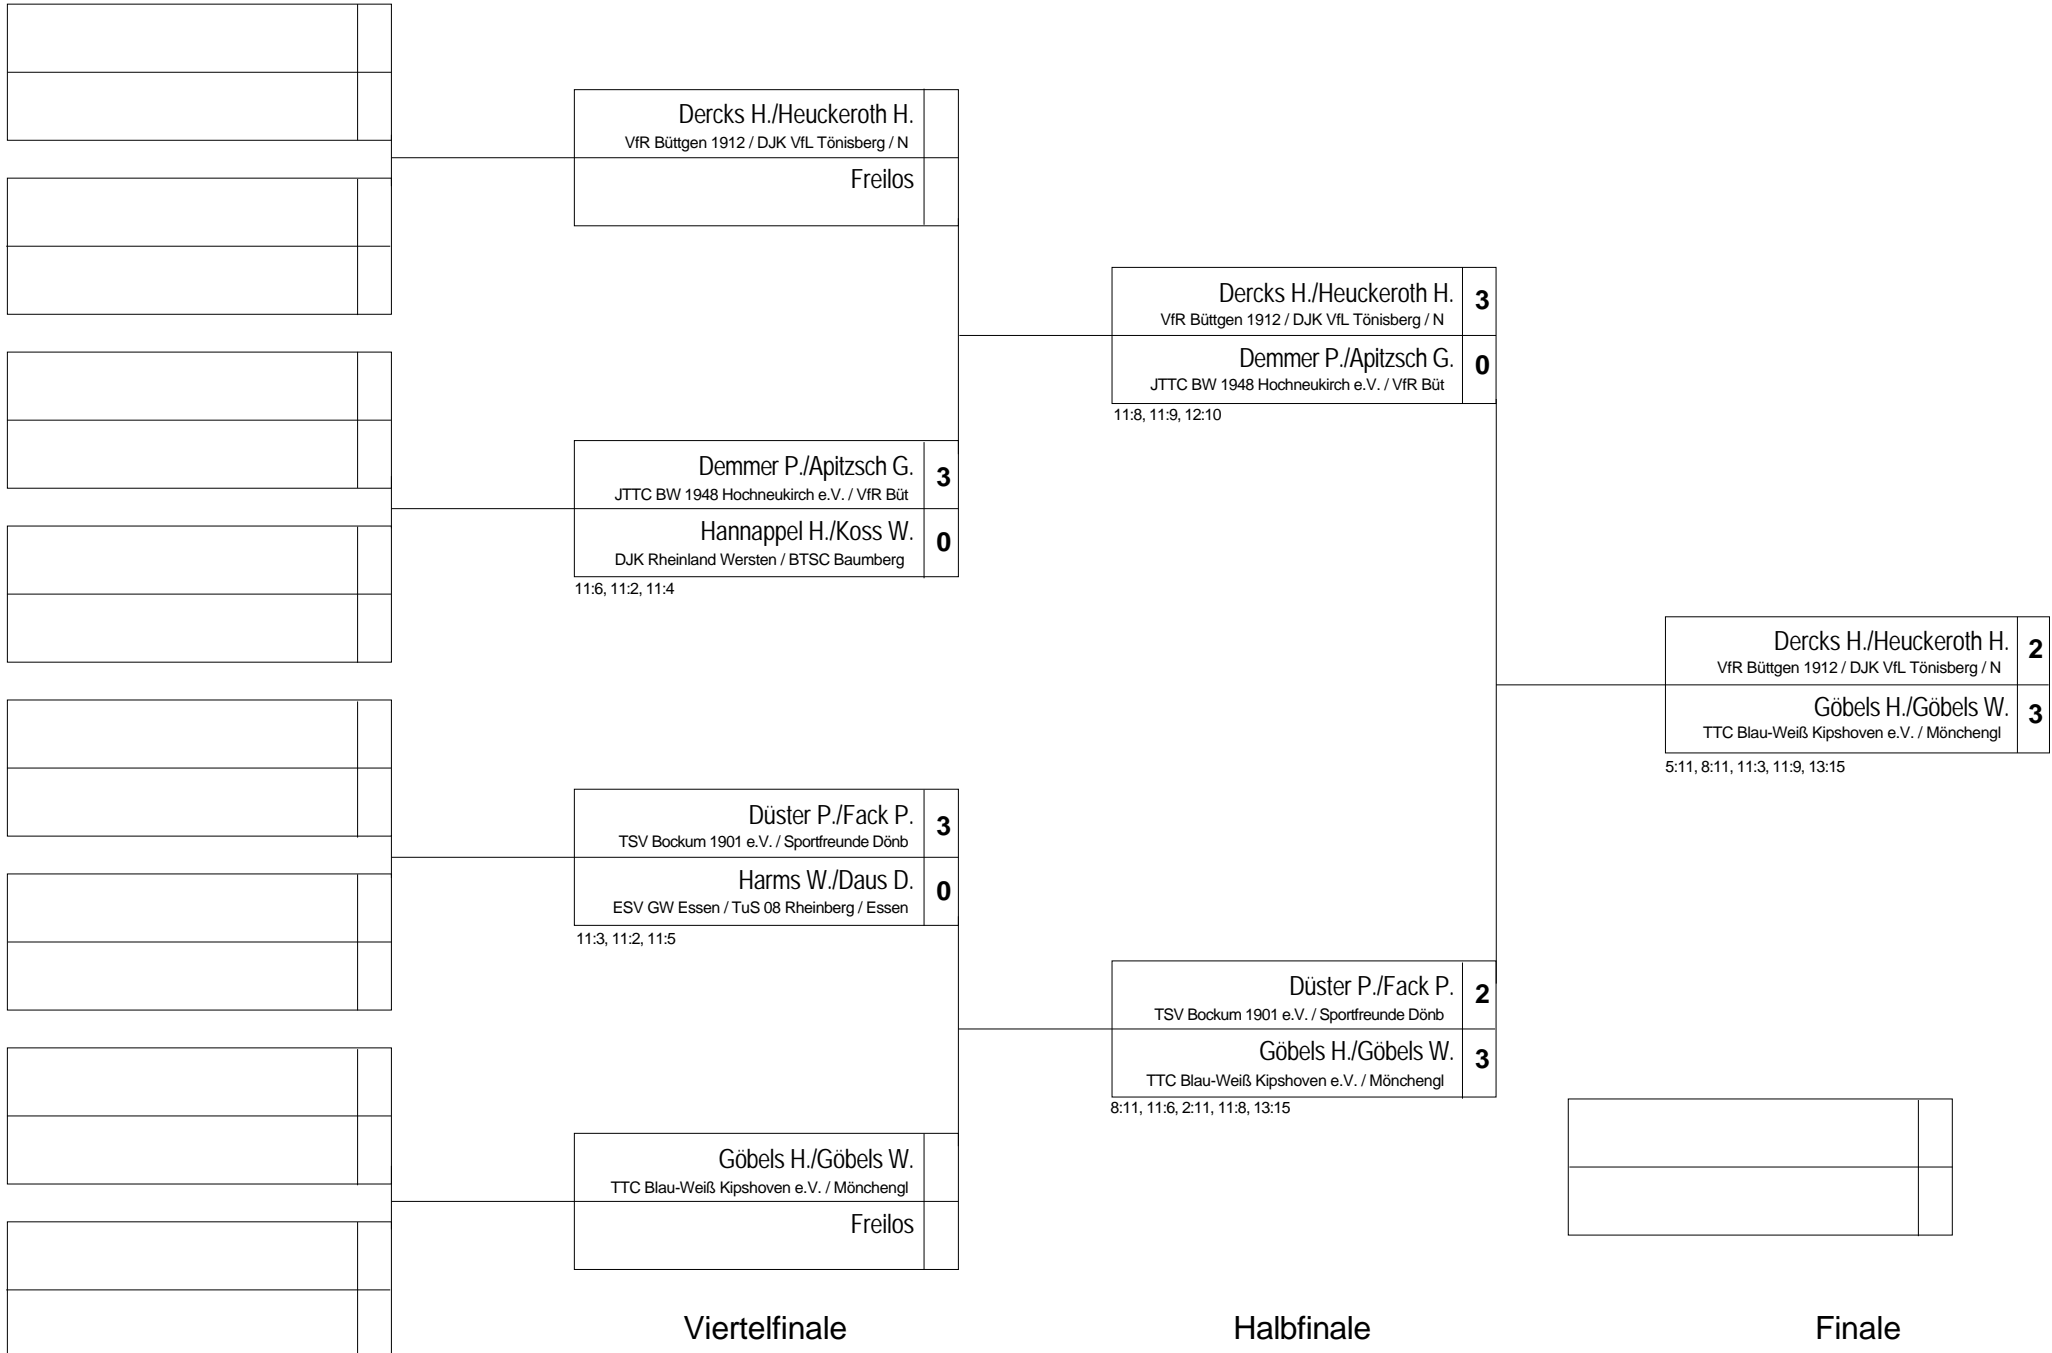 Dercks H./Heuckeroth H.
VfR Büttgen 1912 / DJK VfL Tönisberg / N
Freilos
Demmer P./Apitzsch G. 3
JTTC BW 1948 Hochneukirch e.V. / VfR Büt
Hannappel H./Koss W. 0
DJK Rheinland Wersten / BTSC Baumberg
11:6, 11:2, 11:4
Düster P./Fack P. 3
TSV Bockum 1901 e.V. / Sportfreunde Dönb
Harms W./Daus D. 0
ESV GW Essen / TuS 08 Rheinberg / Essen
11:3, 11:2, 11:5
Göbels H./Göbels W.
TTC Blau-Weiß Kipshoven e.V. / Mönchengl
Freilos
Viertelfinale
Dercks H./Heuckeroth H. 3
VfR Büttgen 1912 / DJK VfL Tönisberg / N
Demmer P./Apitzsch G. 0
JTTC BW 1948 Hochneukirch e.V. / VfR Büt
11:8, 11:9, 12:10
Düster P./Fack P. 2
TSV Bockum 1901 e.V. / Sportfreunde Dönb
Göbels H./Göbels W. 3
TTC Blau-Weiß Kipshoven e.V. / Mönchengl
8:11, 11:6, 2:11, 11:8, 13:15
Halbfinale
Dercks H./Heuckeroth H. 2
VfR Büttgen 1912 / DJK VfL Tönisberg / N
Göbels H./Göbels W. 3
TTC Blau-Weiß Kipshoven e.V. / Mönchengl
5:11, 8:11, 11:3, 11:9, 13:15
Finale